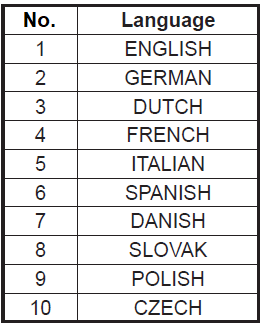 No. Language
1 ENGLISH
2 GERMAN
3 DUTCH
4 FRENCH
5 ITALIAN
6 SPANISH
7 DANISH
8 SLOVAK
9 POLISH
10 CZECH